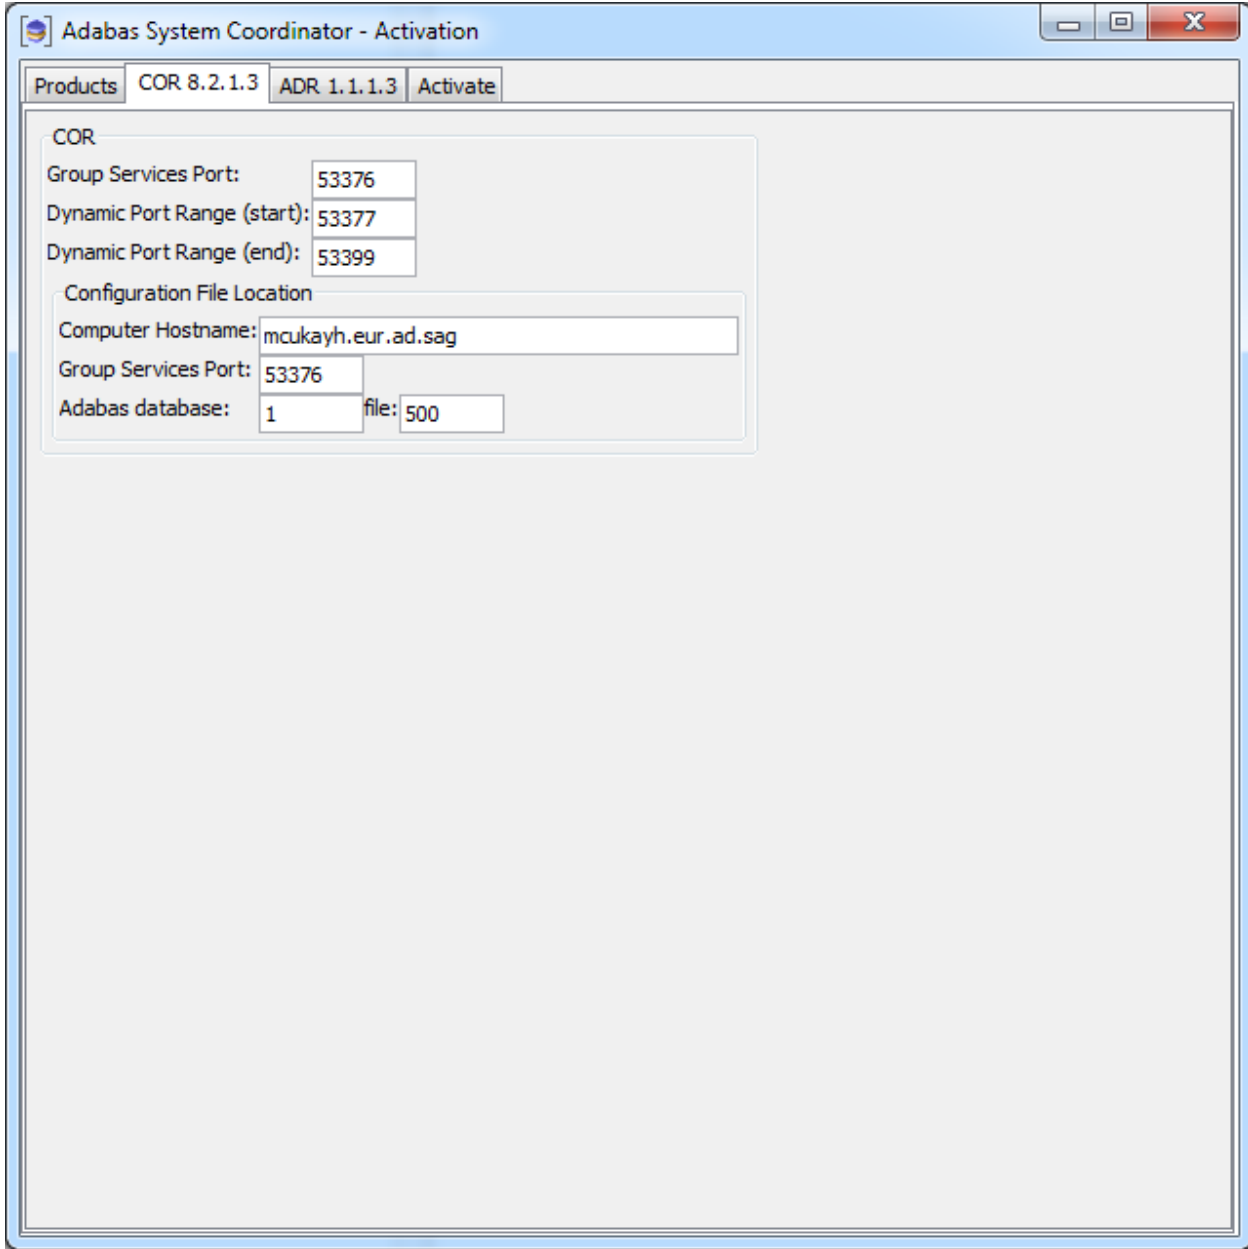 Adabas System Coordinator - Activation
Products COR 8.2.1.3 ADR 1.1.1.3 Activate
COR
Group Services Port: 53376
Dynamic Port Range (start): 53377
Dynamic Port Range (end): 53399
Configuration File Location
Computer Hostname: mcukayh.eur.ad.sag
Group Services Port: 53376
Adabas database: 1 file: 500